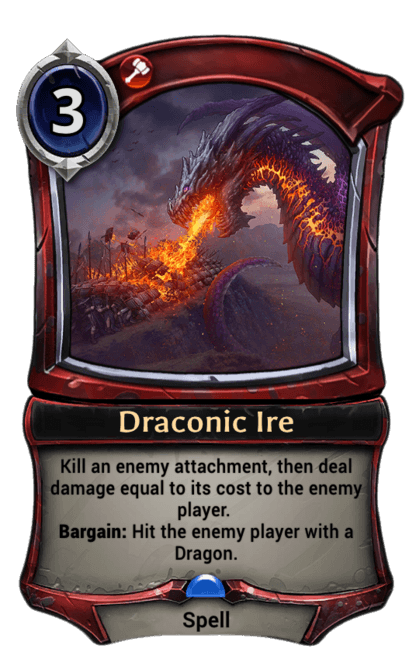 3
Draconic Ire
Kill an enemy attachment, then deal
damage equal to its cost to the enemy
player.
Bargain: Hit the enemy player with a
Dragon.
Spell